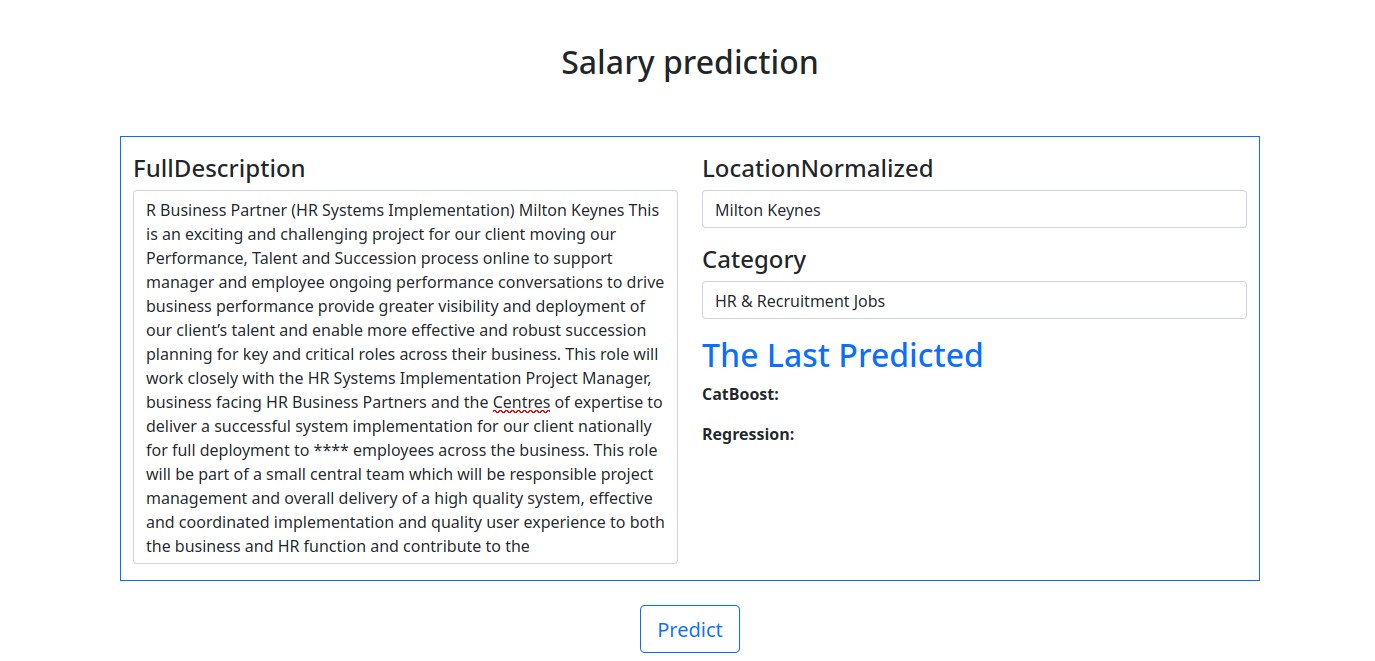 Salary prediction
FullDescription
R Business Partner (HR Systems Implementation) Milton Keynes This
is an exciting and challenging project for our client moving our
Performance, Talent and Succession process online to support
manager and employee ongoing performance conversations to drive
business performance provide greater visibility and deployment of
our client’s talent and enable more effective and robust succession
planning for key and critical roles across their business. This role will
work closely with the HR Systems Implementation Project Manager,
business facing HR Business Partners and the Centres of expertise to
deliver a successful system implementation for our client nationally
for full deployment to **** employees across the business. This role
will be part of a small central team which will be responsible project
management and overall delivery of a high quality system, effective
and coordinated implementation and quality user experience to both
the business and HR function and contribute to the
LocationNormalized
Milton Keynes
Category
HR & Recruitment Jobs
The Last Predicted
CatBoost:
Regression:
Predict